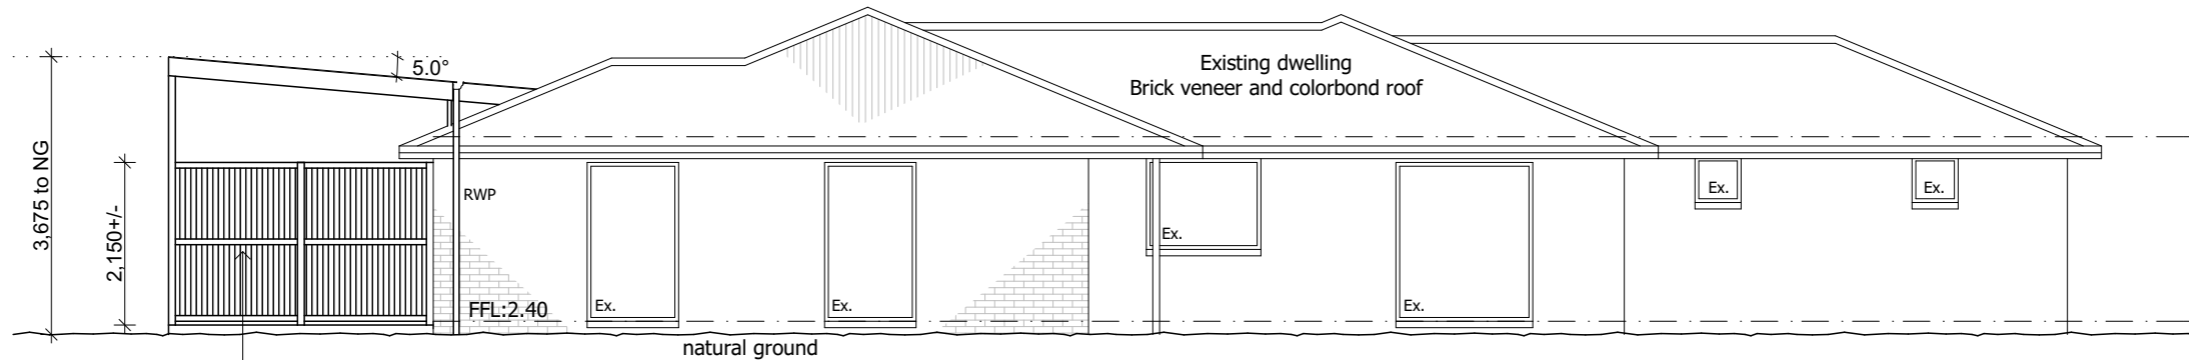 5.0°
Existing dwelling
Brick veneer and colorbond roof
3,675 to NG
2,150+/-
RWP
Ex.
Ex.
Ex.
FFL:2.40
Ex.
Ex.
Ex.
natural ground